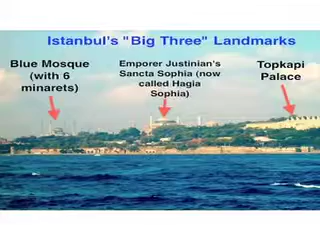 Istanbul's "Big Three" Landmarks
Blue Mosque
(with 6
minarets)
Emporer Justinian's
Sancta Sophia (now
called Hagia
Sophia)
Topkapi
Palace